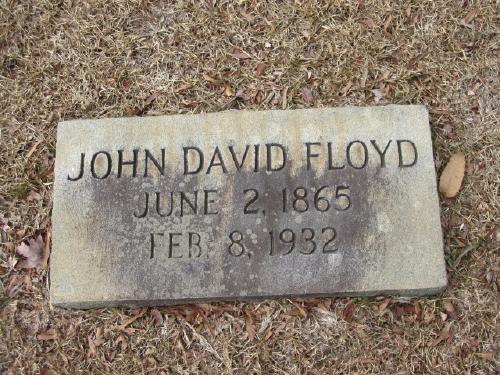 JOHN DAVID FLOYD
JUNE 2, 1865
FEB. 8, 1932